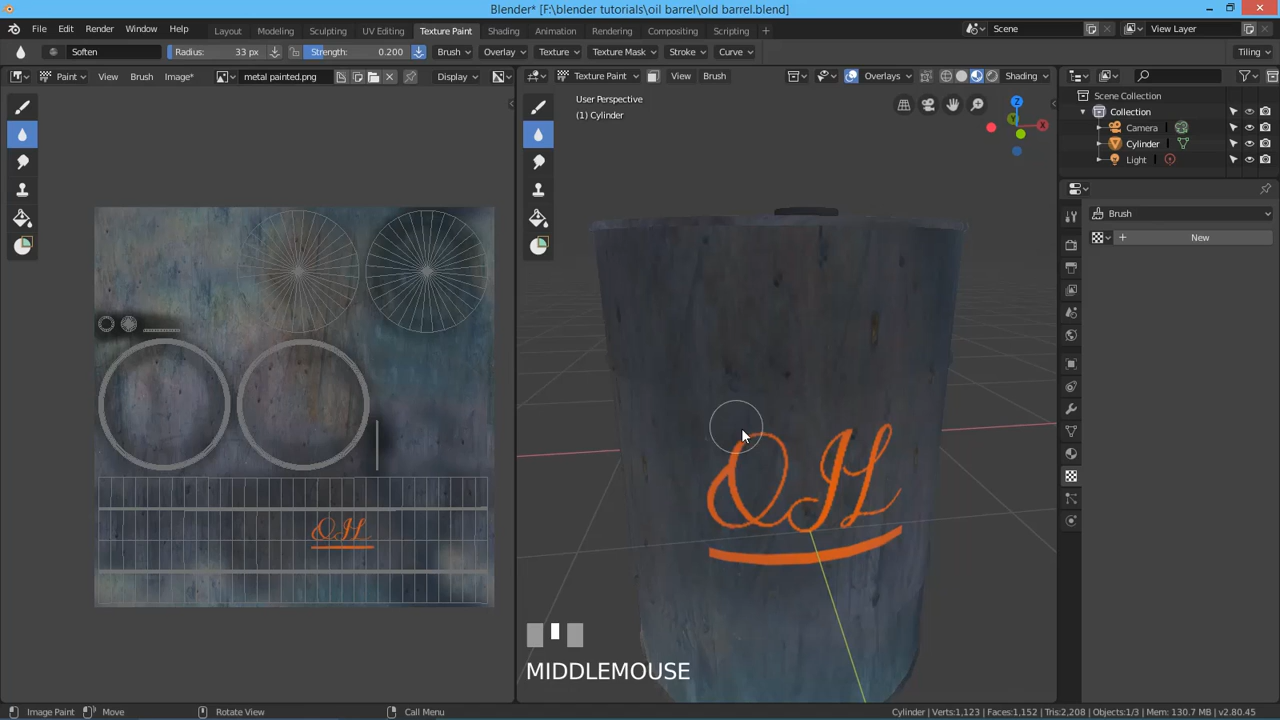 Blender* [F:\blender tutorials\oil barrel\old barrel.blend]
File Edit Render Window Help Layout Modeling Sculpting UV Editing Texture Paint Shading Animation Rendering Compositing Scripting + Scene View Layer
Soften Radius: 33 px Strength: 0.200 Brush Overlay Texture Texture Mask Stroke Curve Tiling
Paint View Brush Image* metal painted.png Display Texture Paint View Brush Overlays Shading
User Perspective
(1) Cylinder
Z
Y
X
Scene Collection
Collection
Camera
Cylinder
Light
Brush
+ New
OIL
OIL
MIDDLEMOUSE
Image Paint Move Rotate View Call Menu Cylinder | Verts:1,123 | Faces:1,152 | Tris:2,208 | Objects:1/3 | Mem: 130.7 MB | v2.80.45